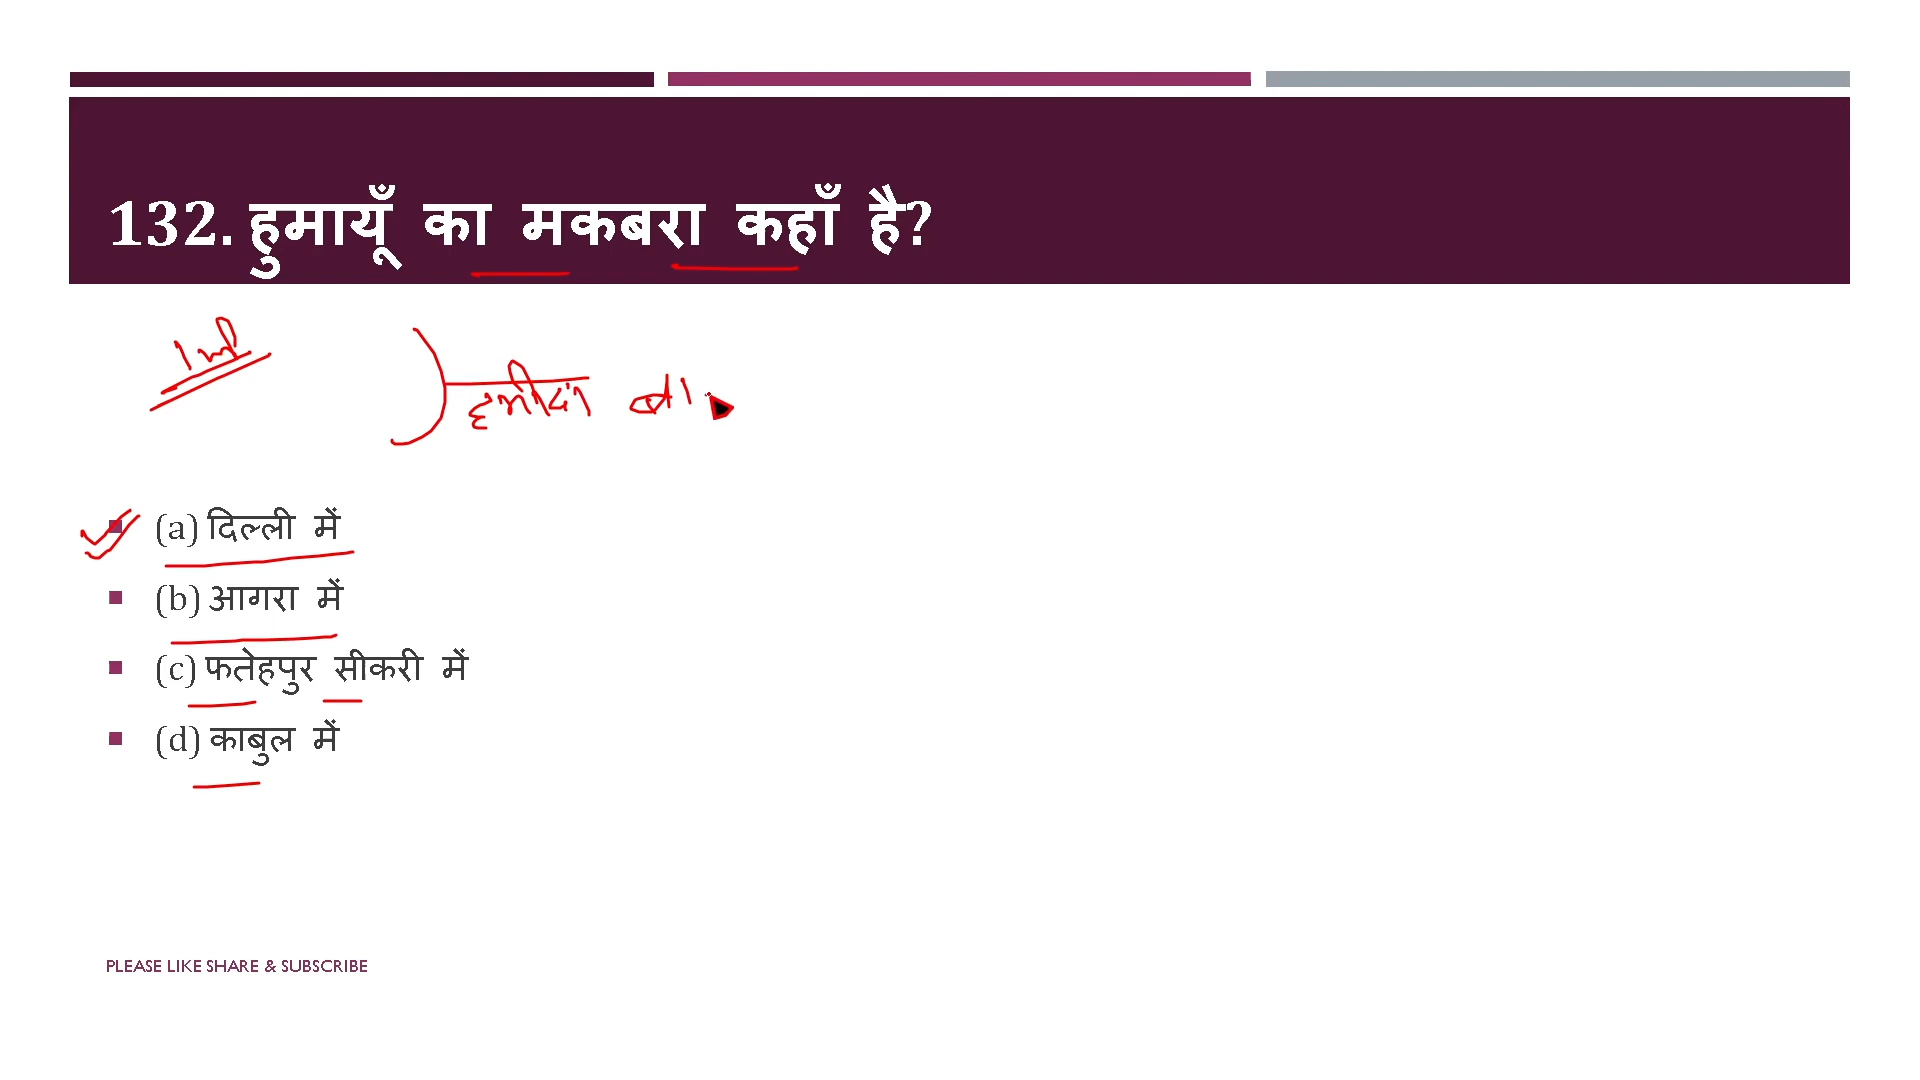 132. हुमायूँ का मकबरा कहाँ है?
(a) दिल्ली में
(b) आगरा में
(c) फतेहपुर सीकरी में
(d) काबुल में
PLEASE LIKE SHARE & SUBSCRIBE